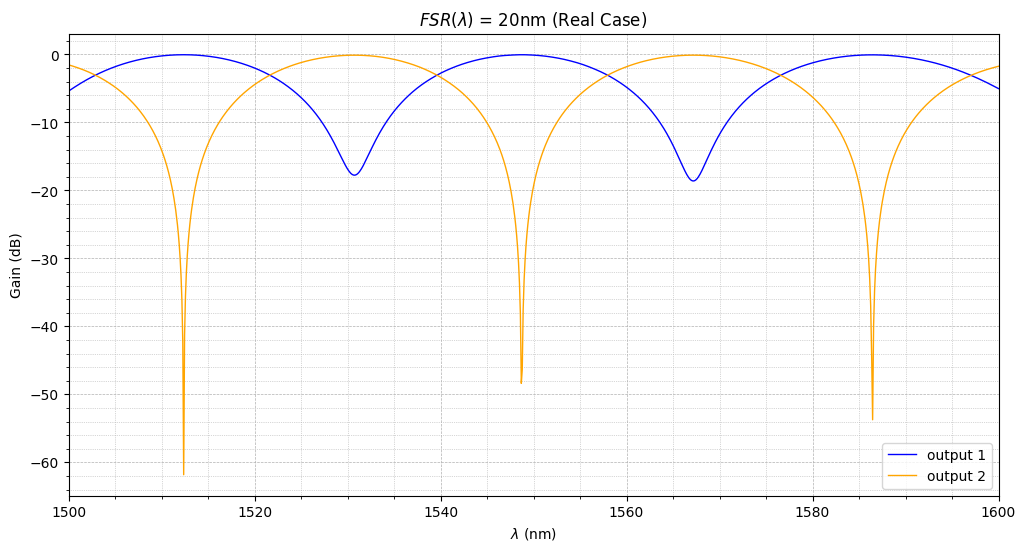 FSR(λ) = 20nm (Real Case)
0
−10
−20
−30
−40
−50
−60
Gain (dB)
output 1
output 2
1500 1520 1540 1560 1580 1600
λ (nm)